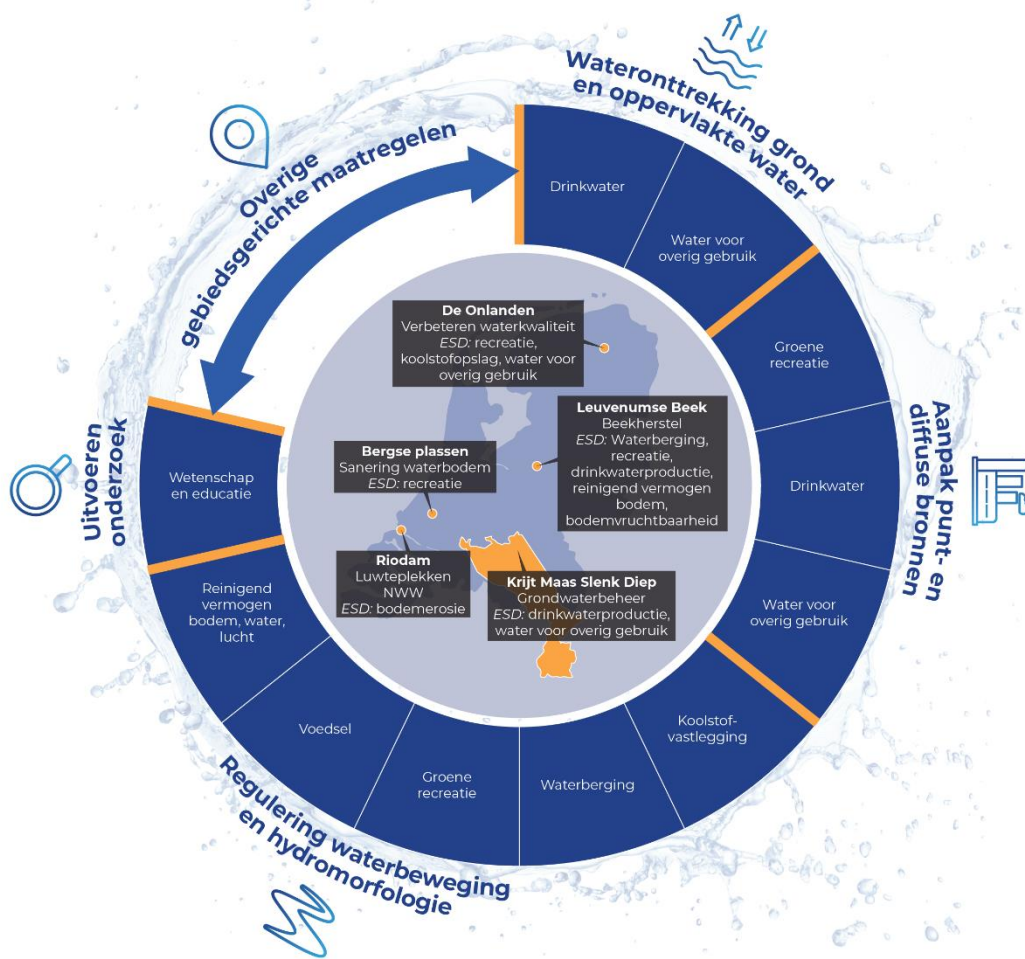 Wateronttrekking grond
en oppervlakte water
Overige
gebiedsgerichte maatregelen
Drinkwater
Water voor
overig gebruik
Groene
recreatie
Drinkwater
Water voor
overig gebruik
Aanpak punt- en
diffuse bronnen
Koolstof-
vastlegging
Waterberging
Groene
recreatie
Voedsel
Reinigend
vermogen
bodem, water,
lucht
Regulering waterbeweging
en hydromorfologie
Wetenschap
en educatie
Uitvoeren
onderzoek
De Onlanden
Verbeteren waterkwaliteit
ESD: recreatie,
koolstofopslag, water voor
overig gebruik
Leuvenumse Beek
Beekherstel
ESD: Waterberging,
recreatie,
drinkwaterproductie,
reinigend vermogen
bodem,
bodemvruchtbaarheid
Bergse plassen
Sanering waterbodem
ESD: recreatie
Riodam
Luwteplekken
NWW
ESD: bodemerosie
Krijt Maas Slenk Diep
Grondwaterbeheer
ESD: drinkwaterproductie,
water voor overig gebruik